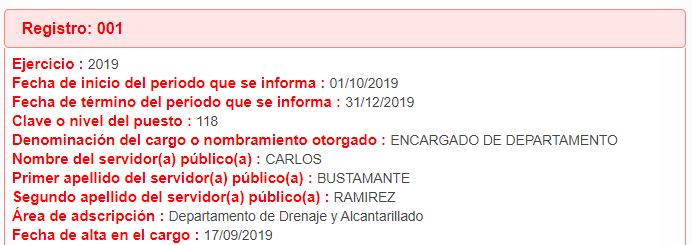 Registro: 001
Ejercicio : 2019
Fecha de inicio del periodo que se informa : 01/10/2019
Fecha de término del periodo que se informa : 31/12/2019
Clave o nivel del puesto : 118
Denominación del cargo o nombramiento otorgado : ENCARGADO DE DEPARTAMENTO
Nombre del servidor(a) público(a) : CARLOS
Primer apellido del servidor(a) público(a) : BUSTAMANTE
Segundo apellido del servidor(a) público(a) : RAMIREZ
Área de adscripción : Departamento de Drenaje y Alcantarillado
Fecha de alta en el cargo : 17/09/2019